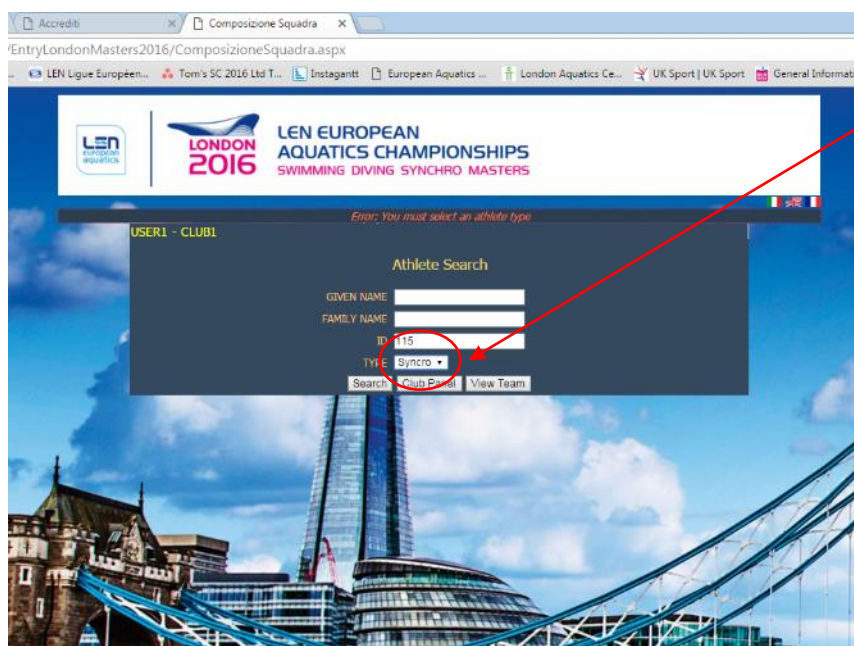 Accrediti
Composizione Squadra
/EntryLondonMasters2016/ComposizioneSquadra.aspx
... LEN Ligue Européen... Tom's SC 2016 Ltd T... Instagantt European Aquatics ... London Aquatics Ce... UK Sport | UK Sport General Informati
LEN european aquatics
LONDON 2016
LEN EUROPEAN
AQUATICS CHAMPIONSHIPS
SWIMMING DIVING SYNCHRO MASTERS
Error: You must select an athlete type
USER1 - CLUB1
Athlete Search
GIVEN NAME
FAMILY NAME
ID 115
TYPE Syncro
Search Club Panel View Team